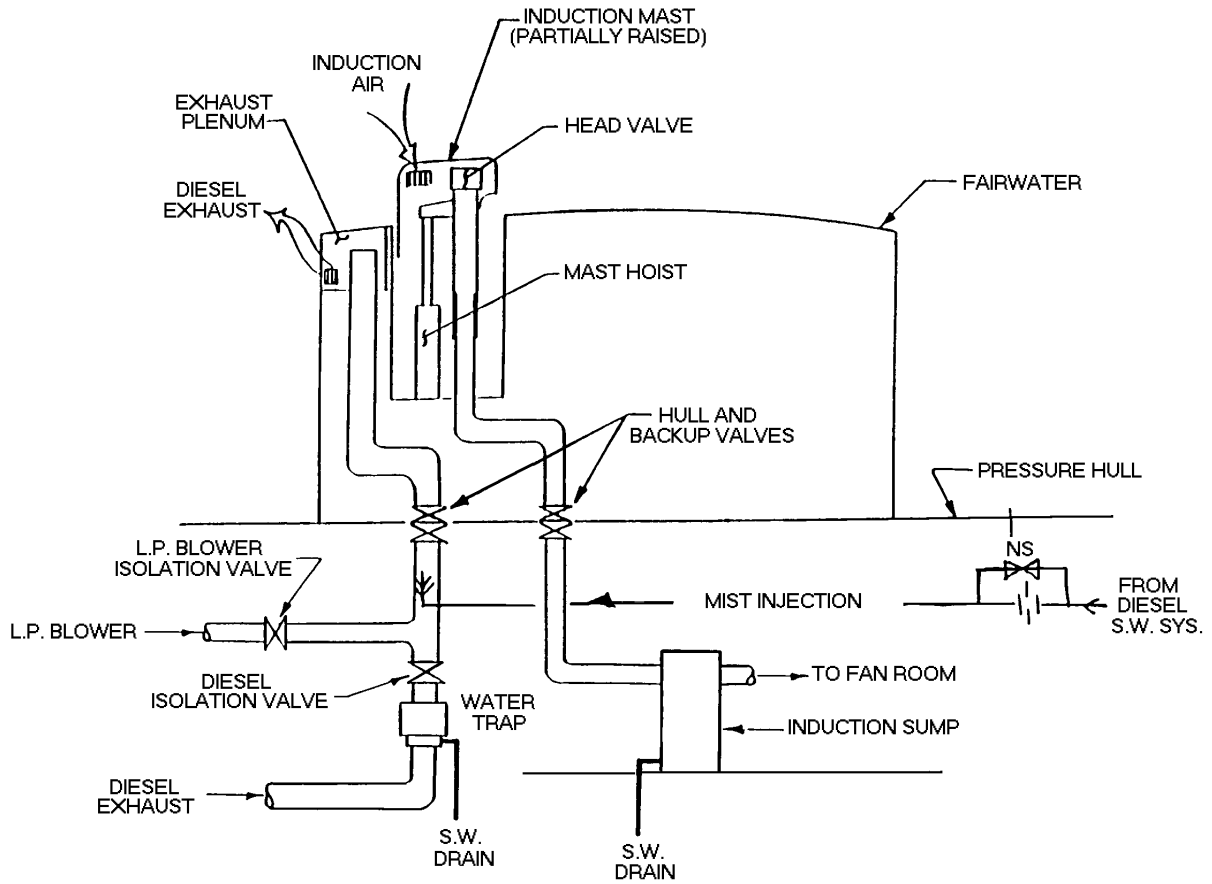 INDUCTION MAST
(PARTIALLY RAISED)
INDUCTION
AIR
EXHAUST
PLENUM
HEAD VALVE
DIESEL
EXHAUST
FAIRWATER
MAST HOIST
HULL AND
BACKUP VALVES
PRESSURE HULL
L.P. BLOWER
ISOLATION VALVE
NS
MIST INJECTION
FROM
DIESEL
S.W. SYS.
L.P. BLOWER
TO FAN ROOM
DIESEL
ISOLATION VALVE
WATER
TRAP
INDUCTION SUMP
DIESEL
EXHAUST
S.W.
DRAIN
S.W.
DRAIN